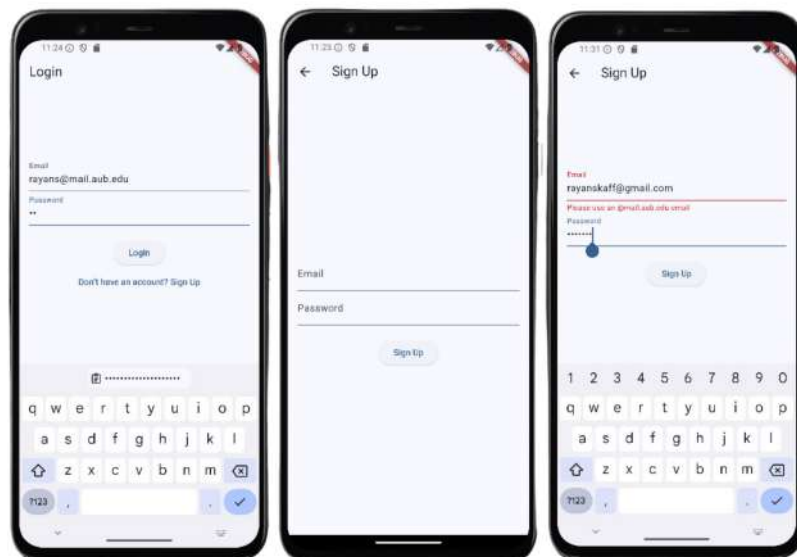 11:24
Login
Email
rayans@mail.aub.edu
Password
••
Login
Don't have an account? Sign Up
••••••••••••••••••••
q w e r t y u i o p
a s d f g h j k l
z x c v b n m
?123 , .
11:23
Sign Up
Email
Password
Sign Up
11:31
Sign Up
Email
rayanskaff@gmail.com
Please use an @mail.aub.edu email
Password
•••••••
Sign Up
1 2 3 4 5 6 7 8 9 0
q w e r t y u i o p
a s d f g h j k l
z x c v b n m
?123 , .